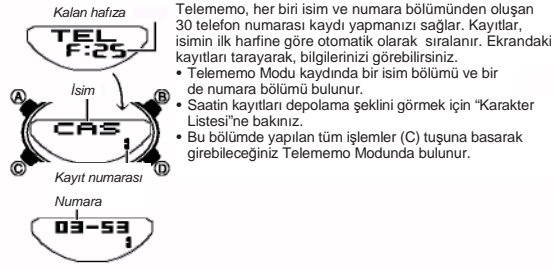 Kalan hafıza
TEL
F:25
İsim
A
B
CAS
1
C
D
Kayıt numarası
Numara
03-53
1
Telememo, her biri isim ve numara bölümünden oluşan
30 telefon numarası kaydı yapmanızı sağlar. Kayıtlar,
isimin ilk harfine göre otomatik olarak sıralanır. Ekrandaki
kayıtları tarayarak, bilgilerinizi görebilirsiniz.
• Telememo Modu kaydında bir isim bölümü ve bir
de numara bölümü bulunur.
• Saatin kayıtları depolama şeklini görmek için “Karakter
Listesi”ne bakınız.
• Bu bölümde yapılan tüm işlemler (C) tuşuna basarak
girebileceğiniz Telememo Modunda bulunur.